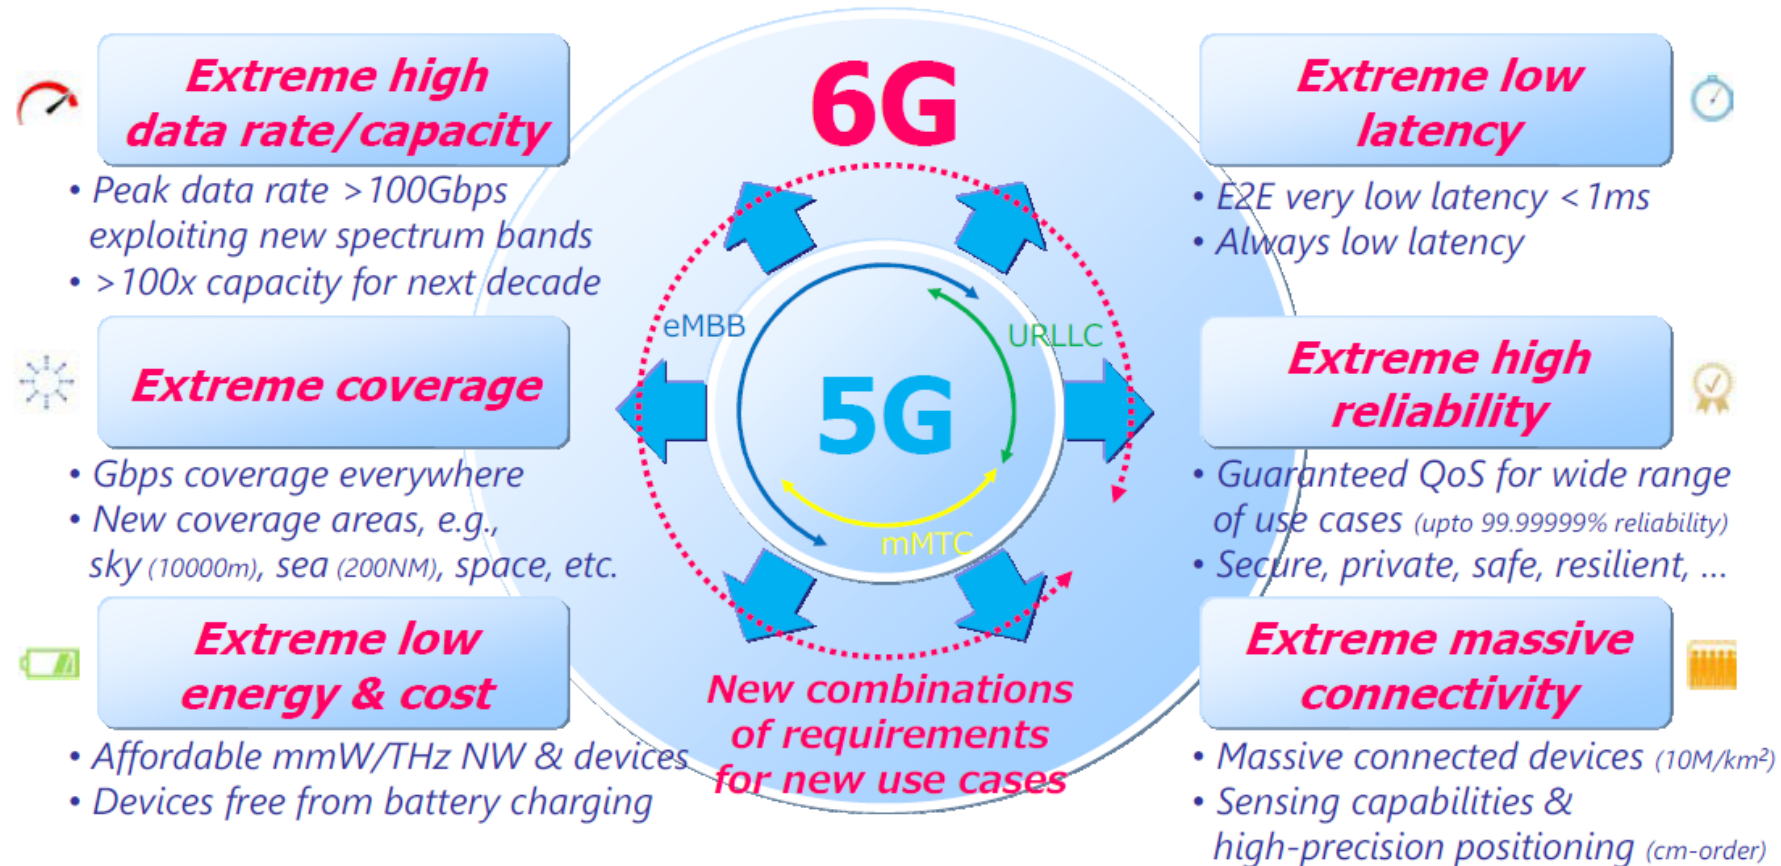 Extreme high
data rate/capacity
• Peak data rate >100Gbps
exploiting new spectrum bands
• >100x capacity for next decade
Extreme coverage
• Gbps coverage everywhere
• New coverage areas, e.g.,
sky (10000m), sea (200NM), space, etc.
Extreme low
energy & cost
• Affordable mmW/THz NW & devices
• Devices free from battery charging
6G
eMBB
URLLC
5G
mMTC
New combinations
of requirements
for new use cases
Extreme low
latency
• E2E very low latency <1ms
• Always low latency
Extreme high
reliability
• Guaranteed QoS for wide range
of use cases (upto 99.99999% reliability)
• Secure, private, safe, resilient, ...
Extreme massive
connectivity
• Massive connected devices (10M/km²)
• Sensing capabilities &
high-precision positioning (cm-order)